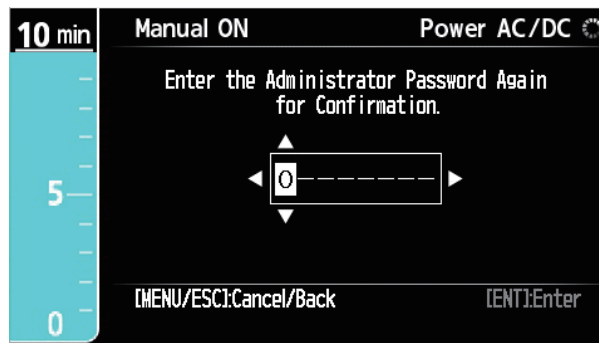 10 min
Manual ON
Power AC/DC
Enter the Administrator Password Again
for Confirmation.
0-------
5
0
[MENU/ESC]:Cancel/Back
[ENT]:Enter